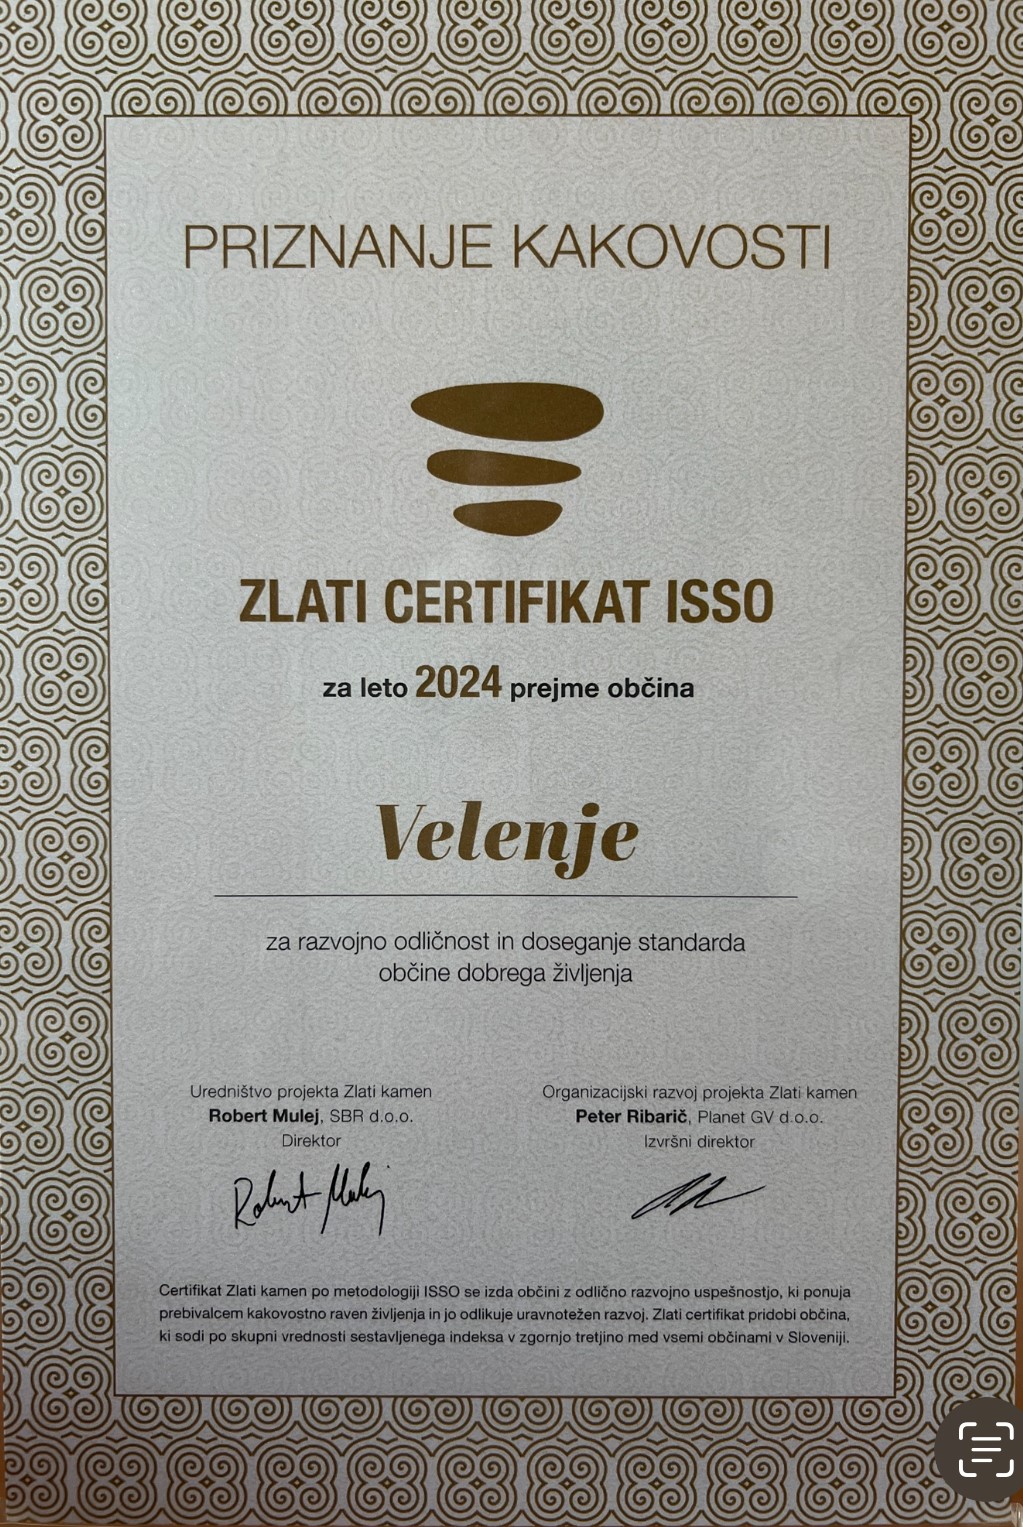 PRIZNANJE KAKOVOSTI
ZLATI CERTIFIKAT ISSO
za leto 2024 prejme občina
Velenje
za razvojno odličnost in doseganje standarda
občine dobrega življenja
Uredništvo projekta Zlati kamen
Robert Mulej, SBR d.o.o.
Direktor
Robert Mulej
Organizacijski razvoj projekta Zlati kamen
Peter Ribarič, Planet GV d.o.o.
Izvršni direktor
Certifikat Zlati kamen po metodologiji ISSO se izda občini z odlično razvojno uspešnostjo, ki ponuja
prebivalcem kakovostno raven življenja in jo odlikuje uravnotežen razvoj. Zlati certifikat pridobi občina,
ki sodi po skupni vrednosti sestavljenega indeksa v zgornjo tretjino med vsemi občinami v Sloveniji.